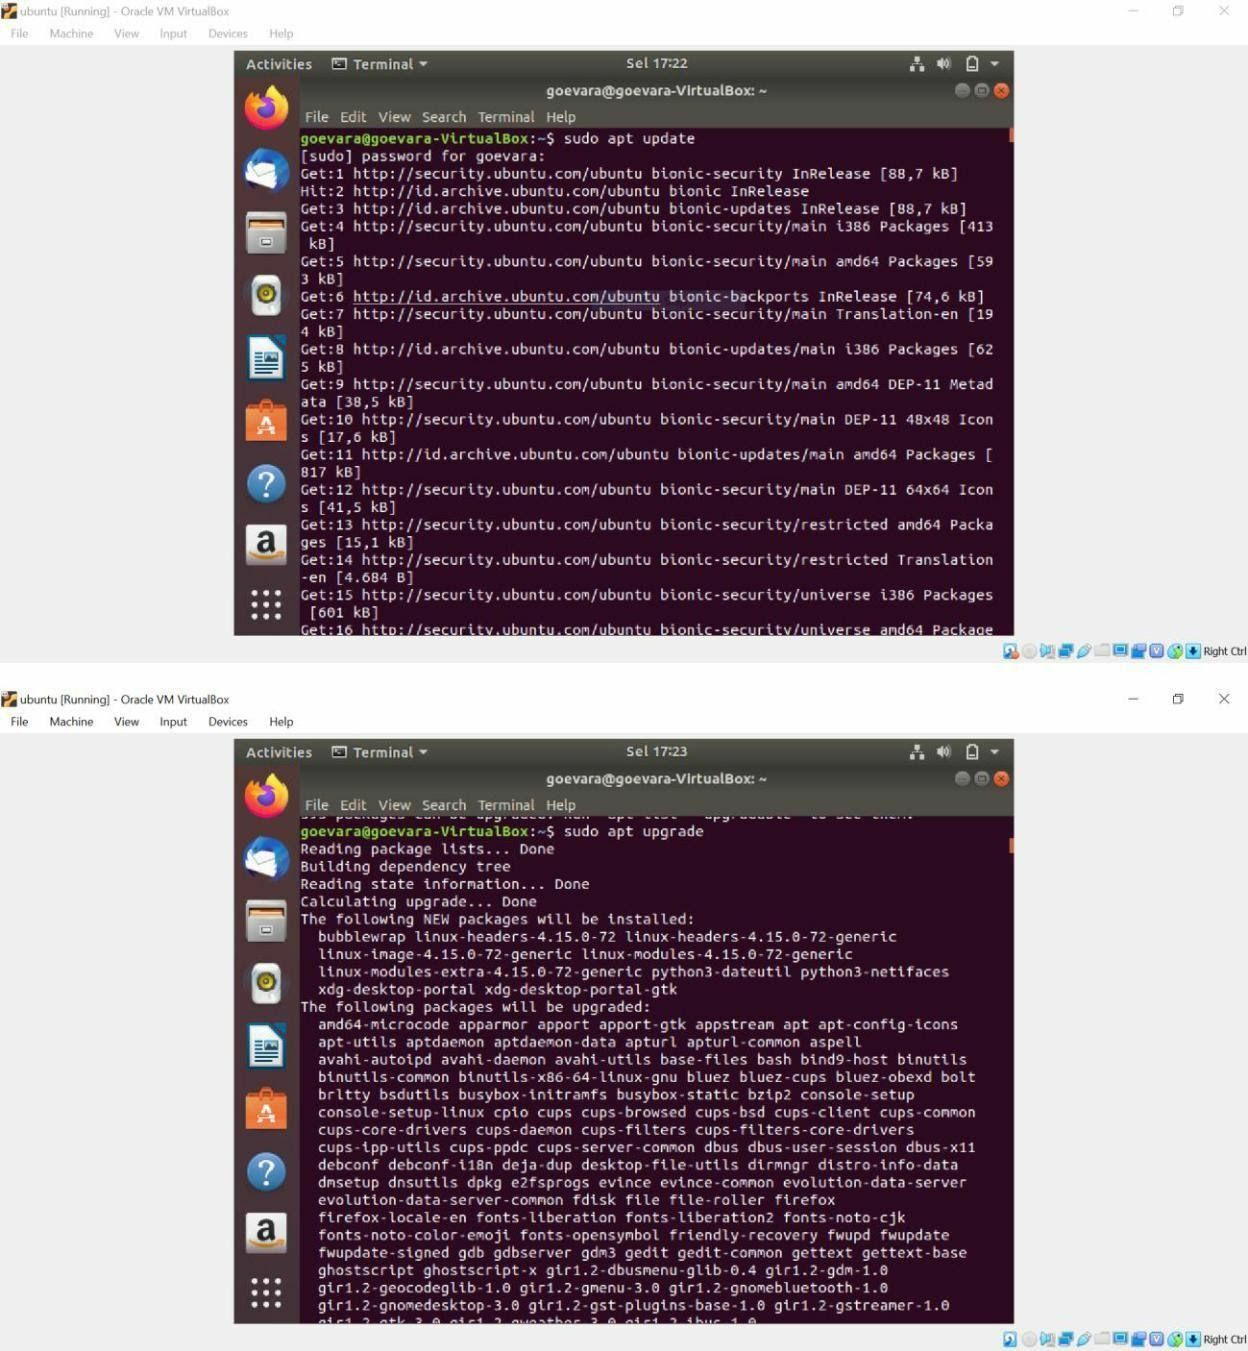 ubuntu [Running] - Oracle VM VirtualBox
File Machine View Input Devices Help
Activities Terminal Sel 17:22
goevara@goevara-VirtualBox: ~
File Edit View Search Terminal Help
goevara@goevara-VirtualBox:~$ sudo apt update
[sudo] password for goevara:
Get:1 http://security.ubuntu.com/ubuntu bionic-security InRelease [88,7 kB]
Hit:2 http://id.archive.ubuntu.com/ubuntu bionic InRelease
Get:3 http://id.archive.ubuntu.com/ubuntu bionic-updates InRelease [88,7 kB]
Get:4 http://security.ubuntu.com/ubuntu bionic-security/main i386 Packages [413
kB]
Get:5 http://security.ubuntu.com/ubuntu bionic-security/main amd64 Packages [59
3 kB]
Get:6 http://id.archive.ubuntu.com/ubuntu bionic-backports InRelease [74,6 kB]
Get:7 http://security.ubuntu.com/ubuntu bionic-security/main Translation-en [19
4 kB]
Get:8 http://id.archive.ubuntu.com/ubuntu bionic-updates/main i386 Packages [62
5 kB]
Get:9 http://security.ubuntu.com/ubuntu bionic-security/main amd64 DEP-11 Metad
ata [38,5 kB]
Get:10 http://security.ubuntu.com/ubuntu bionic-security/main DEP-11 48x48 Icon
s [17,6 kB]
Get:11 http://id.archive.ubuntu.com/ubuntu bionic-updates/main amd64 Packages [
817 kB]
Get:12 http://security.ubuntu.com/ubuntu bionic-security/main DEP-11 64x64 Icon
s [41,5 kB]
Get:13 http://security.ubuntu.com/ubuntu bionic-security/restricted amd64 Packa
ges [15,1 kB]
Get:14 http://security.ubuntu.com/ubuntu bionic-security/restricted Translation
-en [4.684 B]
Get:15 http://security.ubuntu.com/ubuntu bionic-security/universe i386 Packages
[601 kB]
Get:16 http://security.ubuntu.com/ubuntu bionic-security/universe amd64 Package
Right Ctrl
ubuntu [Running] - Oracle VM VirtualBox
File Machine View Input Devices Help
Activities Terminal Sel 17:23
goevara@goevara-VirtualBox: ~
File Edit View Search Terminal Help
goevara@goevara-VirtualBox:~$ sudo apt upgrade
Reading package lists... Done
Building dependency tree
Reading state information... Done
Calculating upgrade... Done
The following NEW packages will be installed:
bubblewrap linux-headers-4.15.0-72 linux-headers-4.15.0-72-generic
linux-image-4.15.0-72-generic linux-modules-4.15.0-72-generic
linux-modules-extra-4.15.0-72-generic python3-dateutil python3-netifaces
xdg-desktop-portal xdg-desktop-portal-gtk
The following packages will be upgraded:
amd64-microcode apparmor apport apport-gtk appstream apt apt-config-icons
apt-utils aptdaemon aptdaemon-data apturl apturl-common aspell
avahi-autoipd avahi-daemon avahi-utils base-files bash bind9-host binutils
binutils-common binutils-x86-64-linux-gnu bluez bluez-cups bluez-obexd bolt
brltty bsdutils busybox-initramfs busybox-static bzip2 console-setup
console-setup-linux cpio cups cups-browsed cups-bsd cups-client cups-common
cups-core-drivers cups-daemon cups-filters cups-filters-core-drivers
cups-ipp-utils cups-ppdc cups-server-common dbus dbus-user-session dbus-x11
debconf debconf-i18n deja-dup desktop-file-utils dirmngr distro-info-data
dmsetup dnsutils dpkg e2fsprogs evince evince-common evolution-data-server
evolution-data-server-common fdisk file file-roller firefox
firefox-locale-en fonts-liberation fonts-liberation2 fonts-noto-cjk
fonts-noto-color-emoji fonts-opensymbol friendly-recovery fwupd fwupdate
fwupdate-signed gdb gdbserver gdm3 gedit gedit-common gettext gettext-base
ghostscript ghostscript-x gir1.2-dbusmenu-glib-0.4 gir1.2-gdm-1.0
gir1.2-geocodeglib-1.0 gir1.2-gmenu-3.0 gir1.2-gnomebluetooth-1.0
gir1.2-gnomedesktop-3.0 gir1.2-gst-plugins-base-1.0 gir1.2-gstreamer-1.0
Right Ctrl